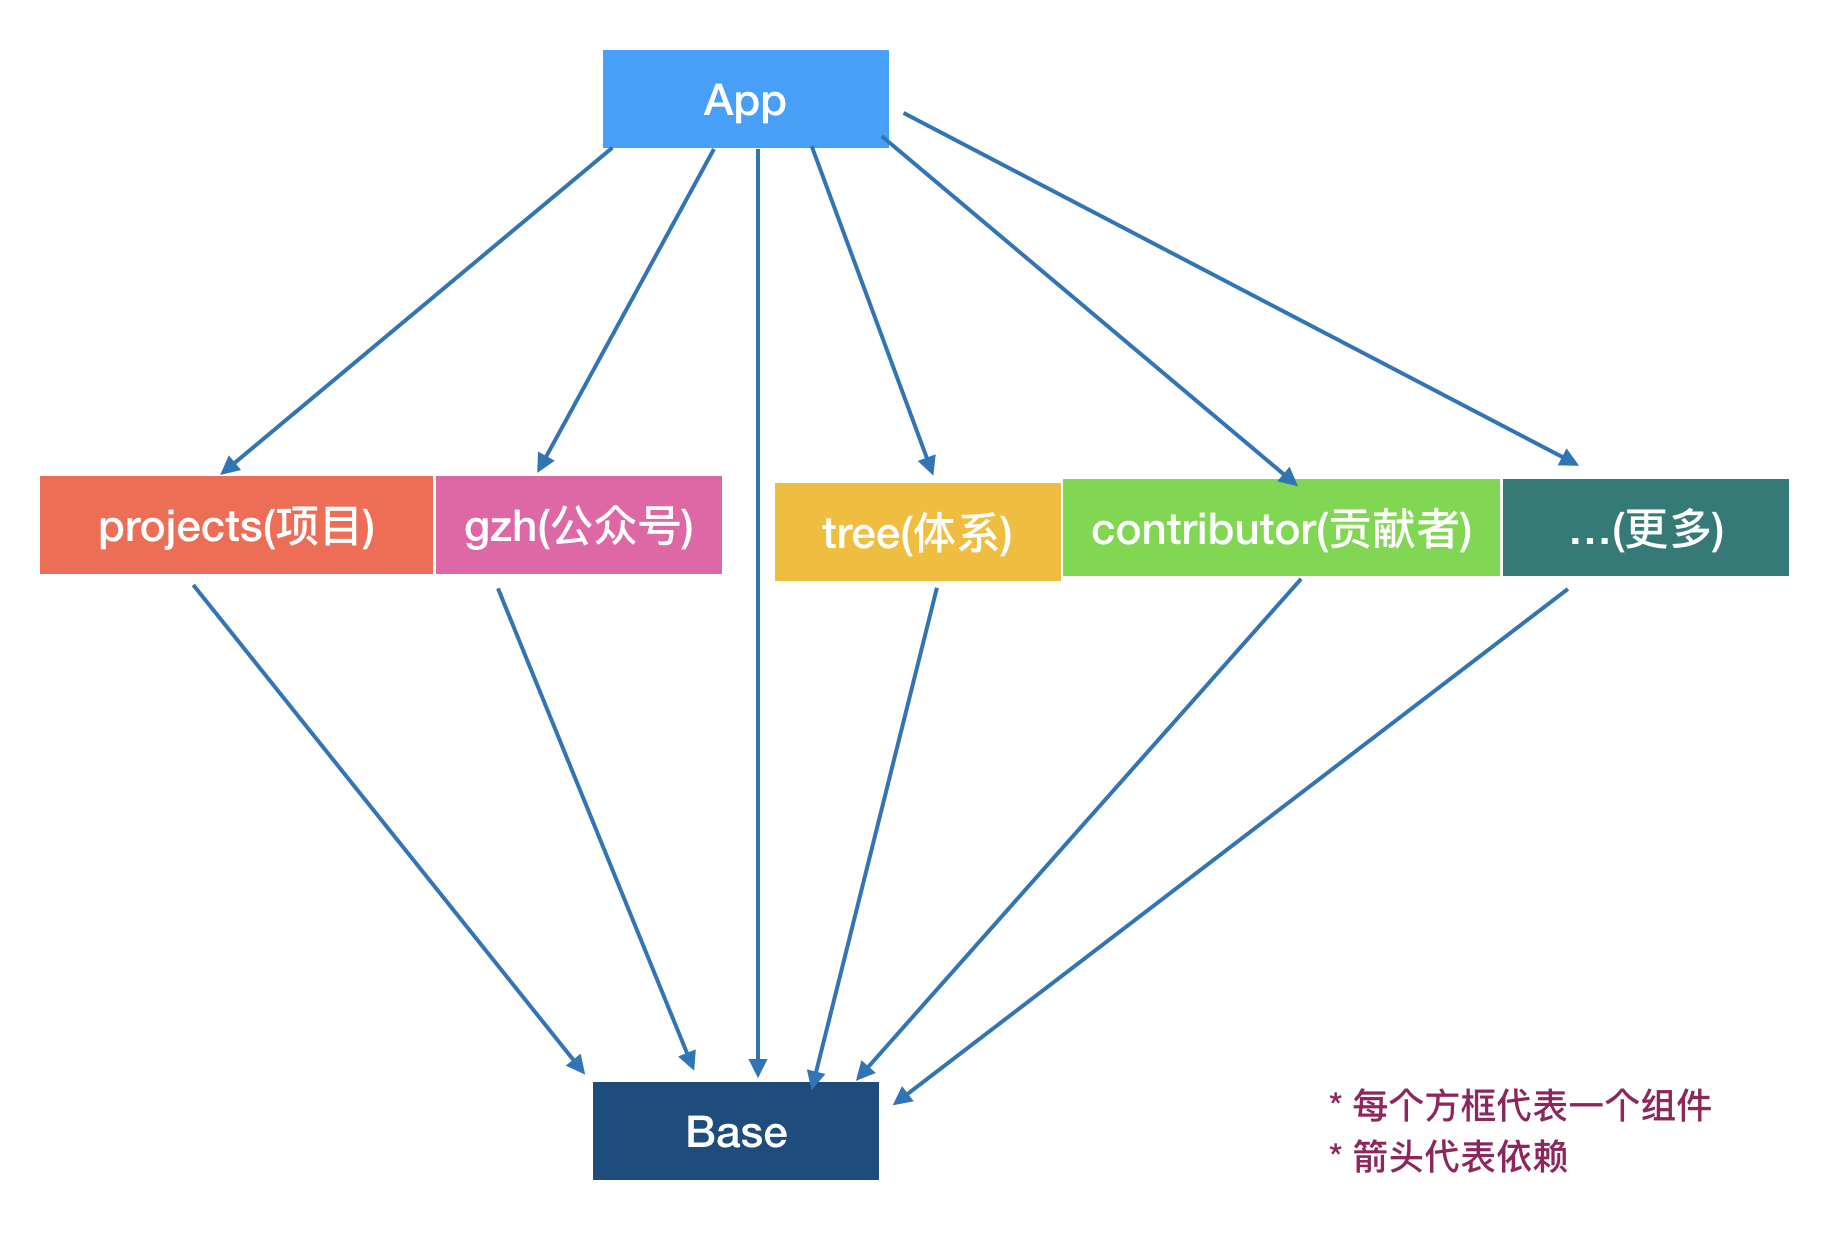 App
projects(项目)
gzh(公众号)
tree(体系)
contributor(贡献者)
...(更多)
Base
* 每个方框代表一个组件
* 箭头代表依赖